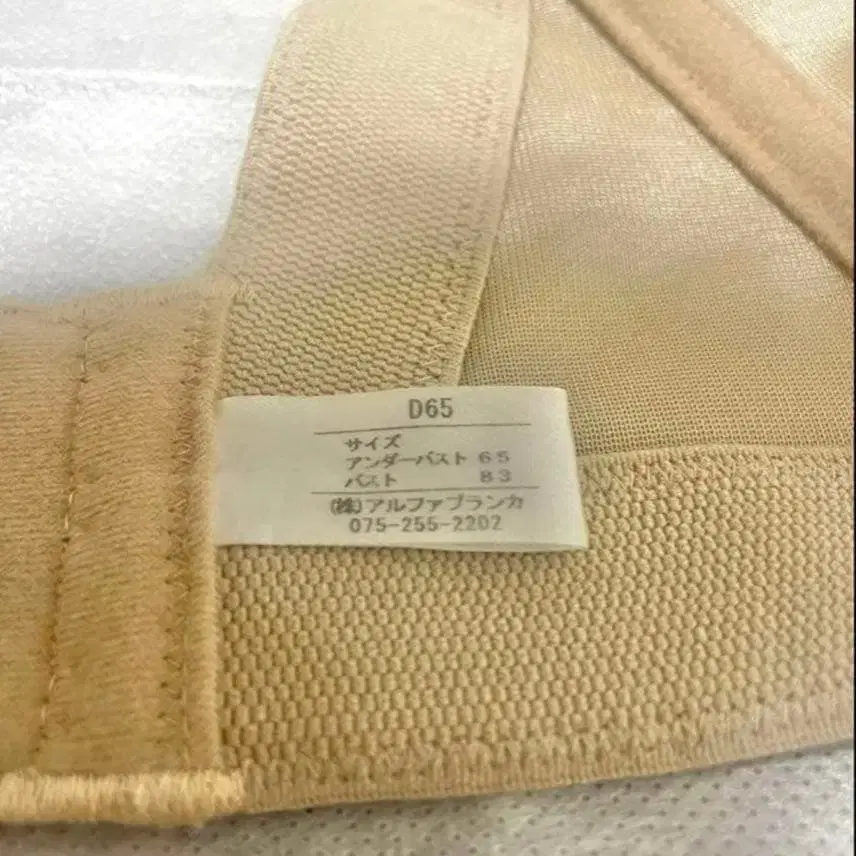 D65
サイズ
アンダーバスト 65
バスト 83
(株)アルファブランカ
075-255-2202